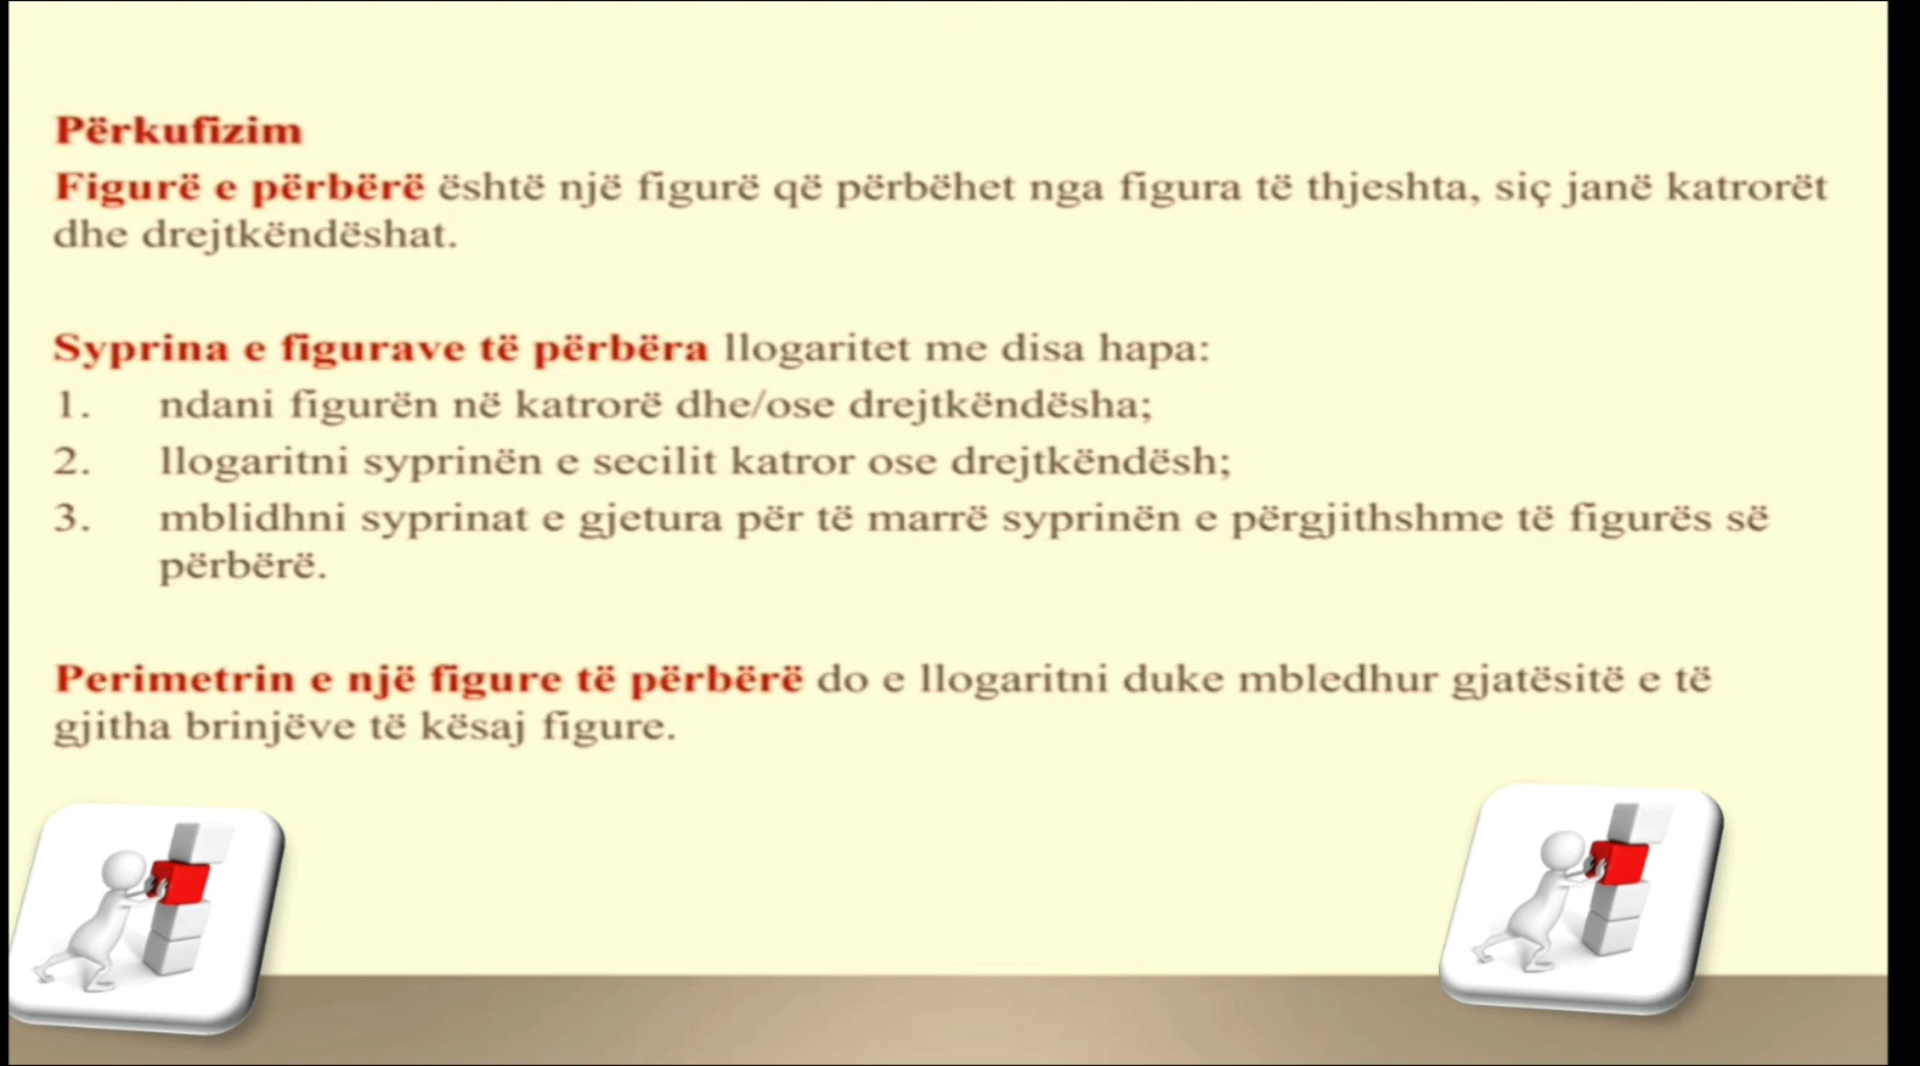 Përkufizim
Figurë e përbërë është një figurë që përbëhet nga figura të thjeshta, siç janë katrorët
dhe drejtkëndëshat.
Syprina e figurave të përbëra llogaritet me disa hapa:
1. ndani figurën në katrorë dhe/ose drejtkëndësha;
2. llogaritni syprinën e secilit katror ose drejtkëndësh;
3. mblidhni syprinat e gjetura për të marrë syprinën e përgjithshme të figurës së
përbërë.
Perimetrin e një figure të përbërë do e llogaritni duke mbledhur gjatësitë e të
gjitha brinjëve të kësaj figure.